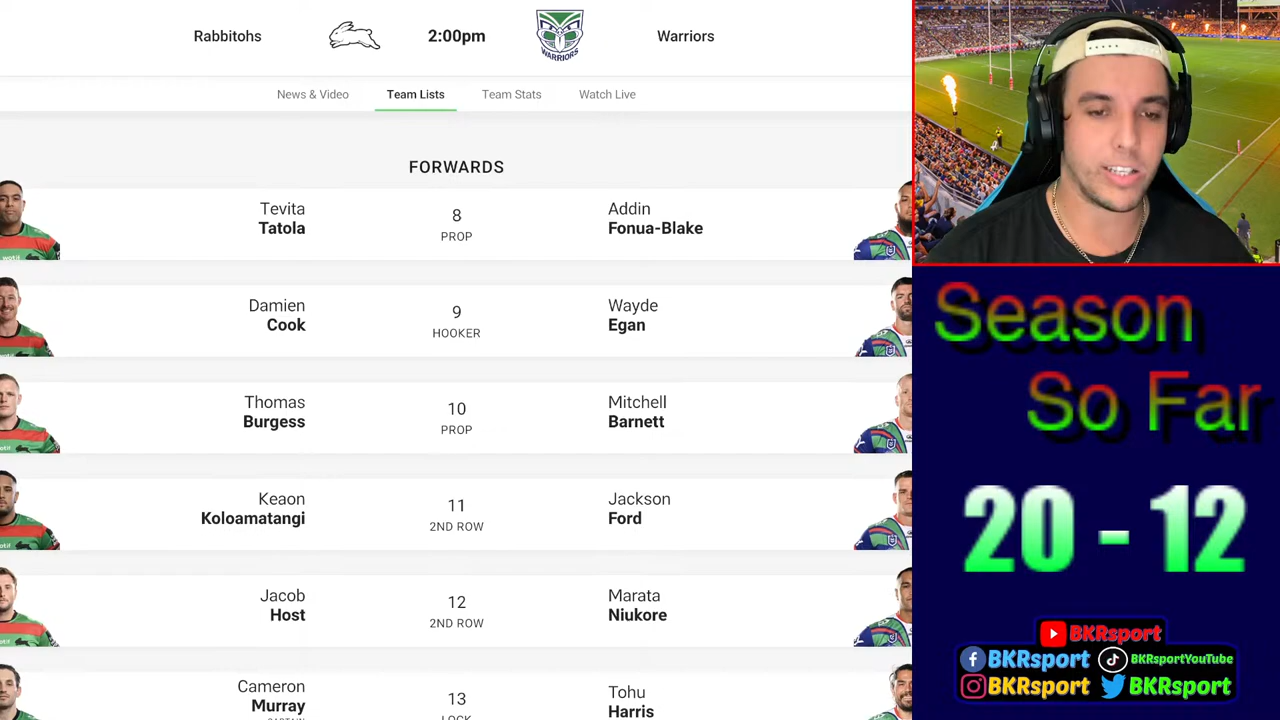 Rabbitohs
2:00pm
WARRIORS
Warriors
News & Video
Team Lists
Team Stats
Watch Live
FORWARDS
Tevita
Tatola
8
PROP
Addin
Fonua-Blake
Damien
Cook
9
HOOKER
Wayde
Egan
Thomas
Burgess
10
PROP
Mitchell
Barnett
Keaon
Koloamatangi
11
2ND ROW
Jackson
Ford
Jacob
Host
12
2ND ROW
Marata
Niukore
Cameron
Murray
13
LOCK
Tohu
Harris
Season
So Far
20 - 12
BKRsport
BKRsport
BKRsportYouTube
BKRsport
BKRsport